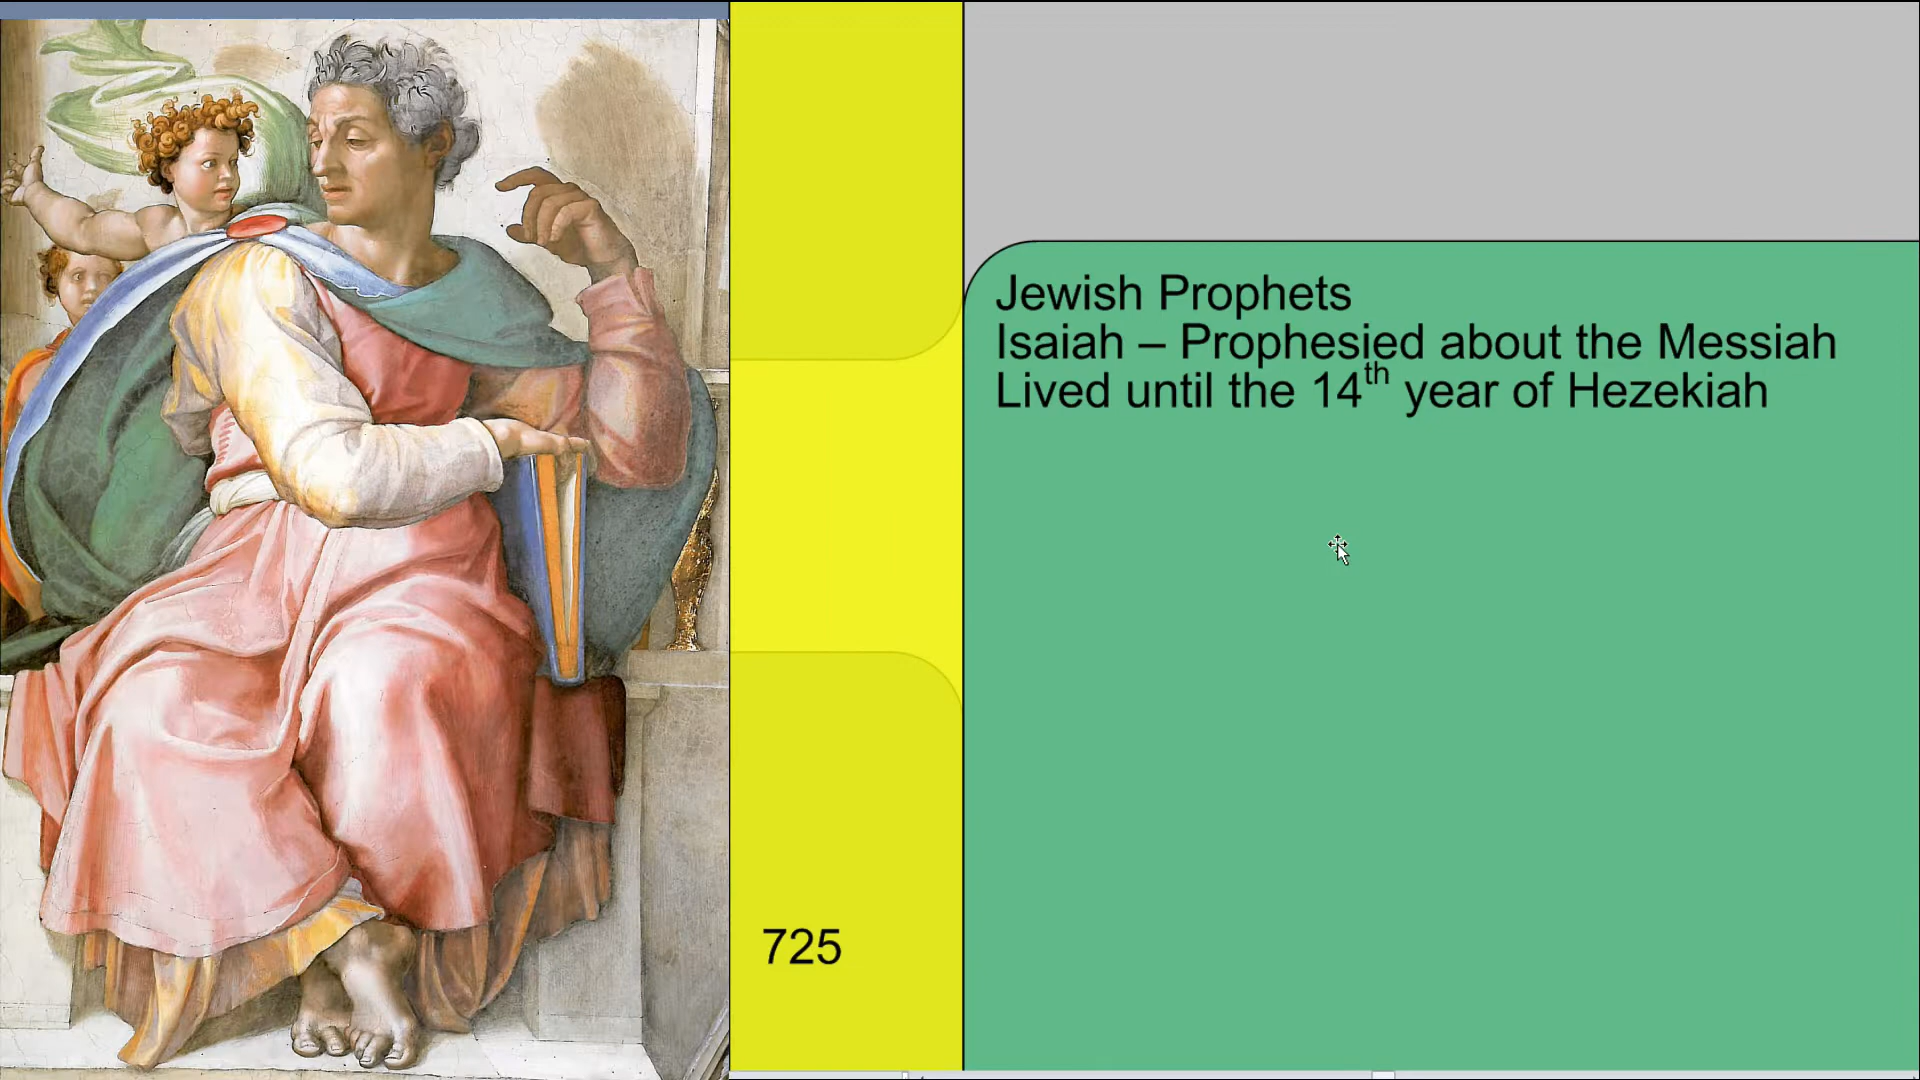 Jewish Prophets
Isaiah – Prophesied about the Messiah
Lived until the 14th year of Hezekiah
725